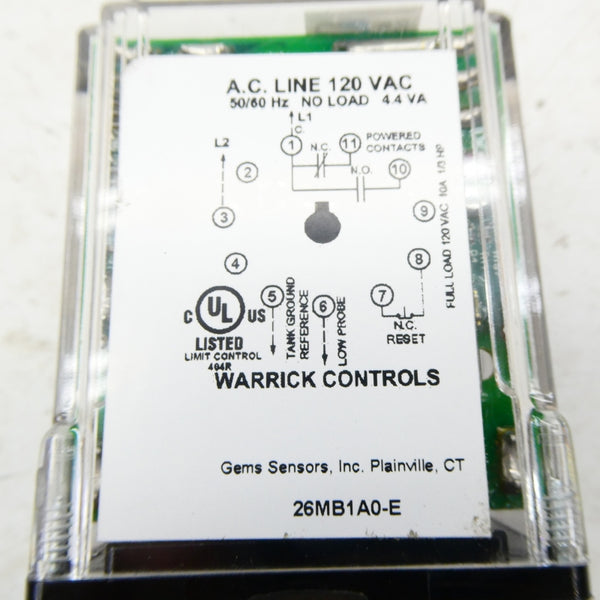 A.C. LINE 120 VAC
50/60 Hz NO LOAD 4.4 VA
L1
C.
1
N.C.
11
POWERED
CONTACTS
L2
2
N.O.
10
3
9
4
8
FULL LOAD 120 VAC 10A 1/3 HP
5
TANK GROUND
REFERENCE
6
LOW PROBE
7
N.C.
RESET
C UL US
LISTED
LIMIT CONTROL
494R
WARRICK CONTROLS
Gems Sensors, Inc. Plainville, CT
26MB1A0-E